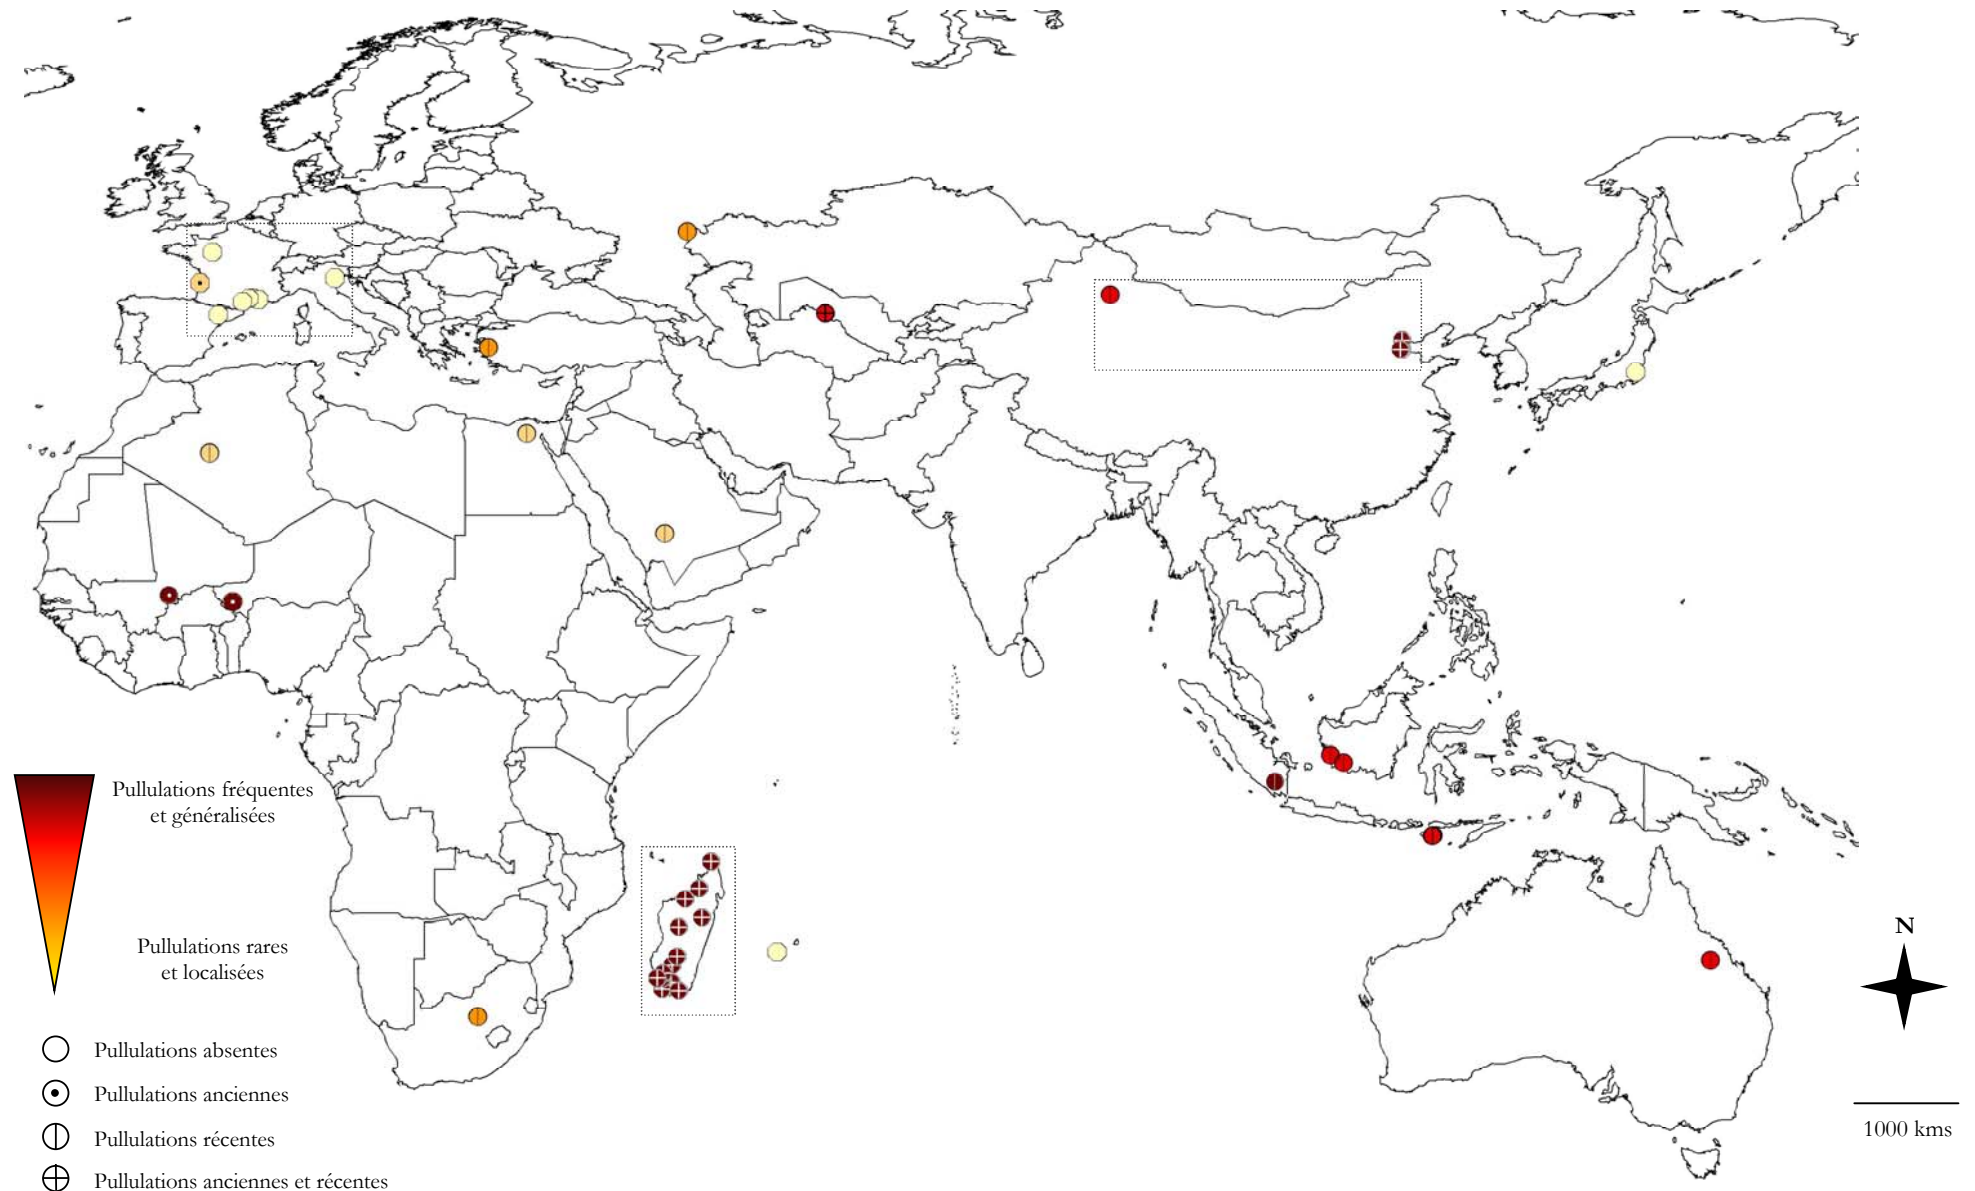 Pullulations fréquentes
et généralisées
Pullulations rares
et localisées
Pullulations absentes
Pullulations anciennes
Pullulations récentes
Pullulations anciennes et récentes
N
1000 kms